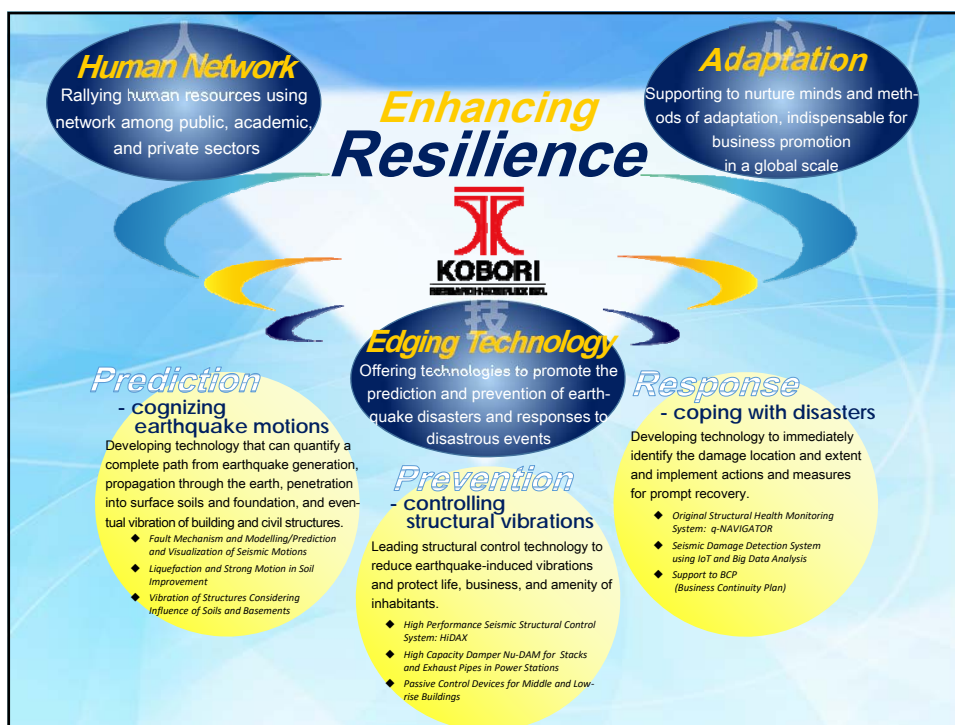 人
Human Network
Rallying human resources using
network among public, academic,
and private sectors
心
Adaptation
Supporting to nurture minds and meth-
ods of adaptation, indispensable for
business promotion
in a global scale
Enhancing
Resilience
KOBORI
RESEARCH COMPLEX INC.
技
Edging Technology
Offering technologies to promote the
prediction and prevention of earth-
quake disasters and responses to
disastrous events
Prediction
- cognizing
earthquake motions
Developing technology that can quantify a
complete path from earthquake generation,
propagation through the earth, penetration
into surface soils and foundation, and even-
tual vibration of building and civil structures.
◆ Fault Mechanism and Modelling/Prediction
and Visualization of Seismic Motions
◆ Liquefaction and Strong Motion in Soil
Improvement
◆ Vibration of Structures Considering
Influence of Soils and Basements
Prevention
- controlling
structural vibrations
Leading structural control technology to
reduce earthquake-induced vibrations
and protect life, business, and amenity of
inhabitants.
◆ High Performance Seismic Structural Control
System: HiDAX
◆ High Capacity Damper Nu-DAM for Stacks
and Exhaust Pipes in Power Stations
◆ Passive Control Devices for Middle and Low-
rise Buildings
Response
- coping with disasters
Developing technology to immediately
identify the damage location and extent
and implement actions and measures
for prompt recovery.
◆ Original Structural Health Monitoring
System: q-NAVIGATOR
◆ Seismic Damage Detection System
using IoT and Big Data Analysis
◆ Support to BCP
(Business Continuity Plan)